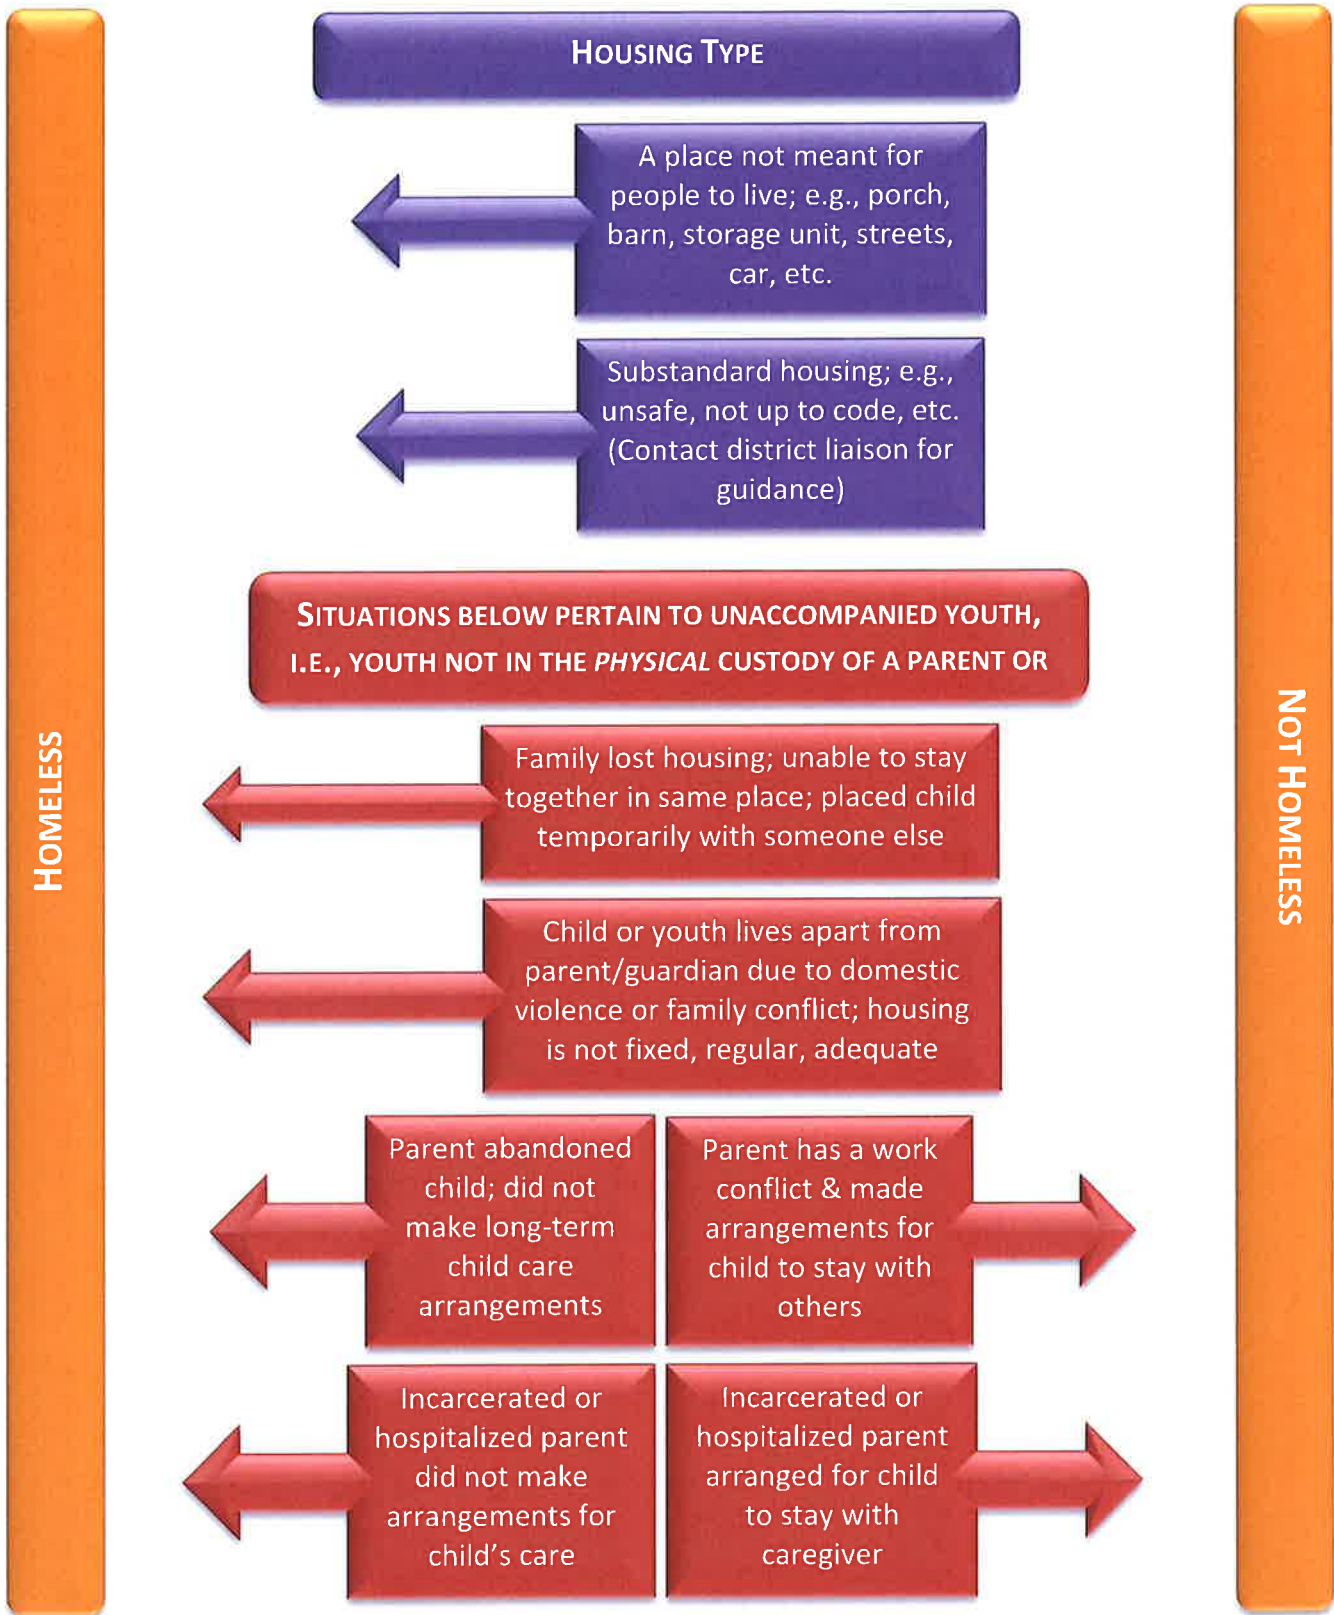 HOUSING TYPE
A place not meant for
people to live; e.g., porch,
barn, storage unit, streets,
car, etc.
Substandard housing; e.g.,
unsafe, not up to code, etc.
(Contact district liaison for
guidance)
SITUATIONS BELOW PERTAIN TO UNACCOMPANIED YOUTH,
I.E., YOUTH NOT IN THE PHYSICAL CUSTODY OF A PARENT OR
HOMELESS
NOT HOMELESS
Family lost housing; unable to stay
together in same place; placed child
temporarily with someone else
Child or youth lives apart from
parent/guardian due to domestic
violence or family conflict; housing
is not fixed, regular, adequate
Parent abandoned
child; did not
make long-term
child care
arrangements
Parent has a work
conflict & made
arrangements for
child to stay with
others
Incarcerated or
hospitalized parent
did not make
arrangements for
child's care
Incarcerated or
hospitalized parent
arranged for child
to stay with
caregiver